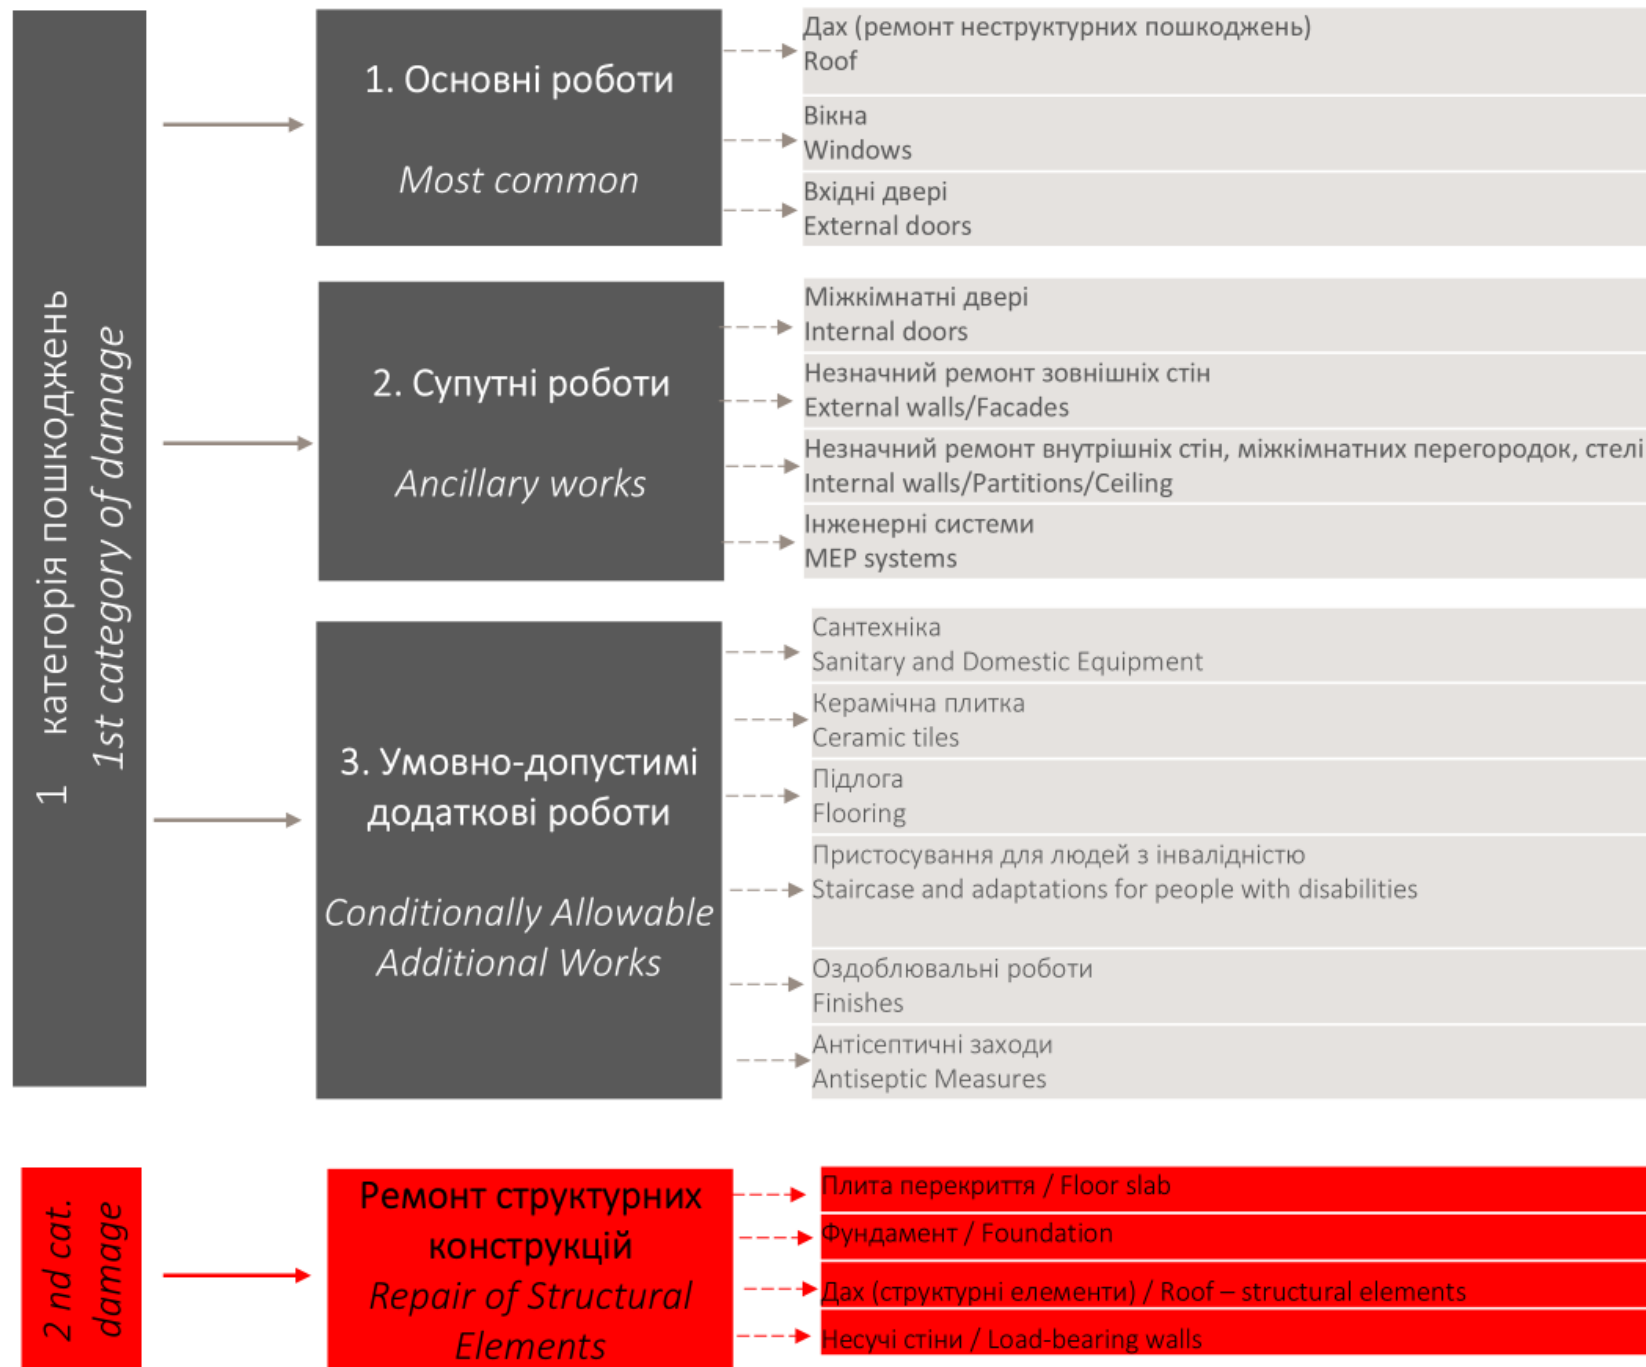 1 категорія пошкоджень
1st category of damage
1. Основні роботи
Most common
Дах (ремонт неструктурних пошкоджень)
Roof
Вікна
Windows
Вхідні двері
External doors
2. Супутні роботи
Ancillary works
Міжкімнатні двері
Internal doors
Незначний ремонт зовнішніх стін
External walls/Facades
Незначний ремонт внутрішніх стін, міжкімнатних перегородок, стелі
Internal walls/Partitions/Ceiling
Інженерні системи
MEP systems
3. Умовно-допустимі
додаткові роботи
Conditionally Allowable
Additional Works
Сантехніка
Sanitary and Domestic Equipment
Керамічна плитка
Ceramic tiles
Підлога
Flooring
Пристосування для людей з інвалідністю
Staircase and adaptations for people with disabilities
Оздоблювальні роботи
Finishes
Антісептичні заходи
Antiseptic Measures
2 nd cat.
damage
Ремонт структурних
конструкцій
Repair of Structural
Elements
Плита перекриття / Floor slab
Фундамент / Foundation
Дах (структурні елементи) / Roof – structural elements
Несучі стіни / Load-bearing walls